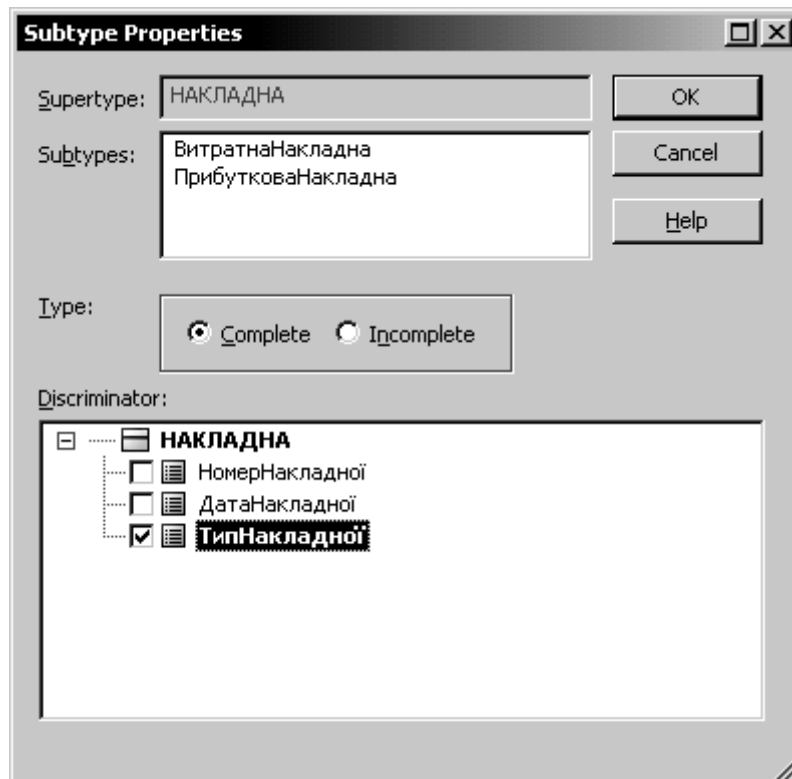 Subtype Properties
Supertype: НАКЛАДНА OK
Subtypes: ВитратнаНакладна Cancel
ПрибутковаНакладна
Help
Type:
Complete Incomplete
Discriminator:
НАКЛАДНА
НомерНакладної
ДатаНакладної
ТипНакладної